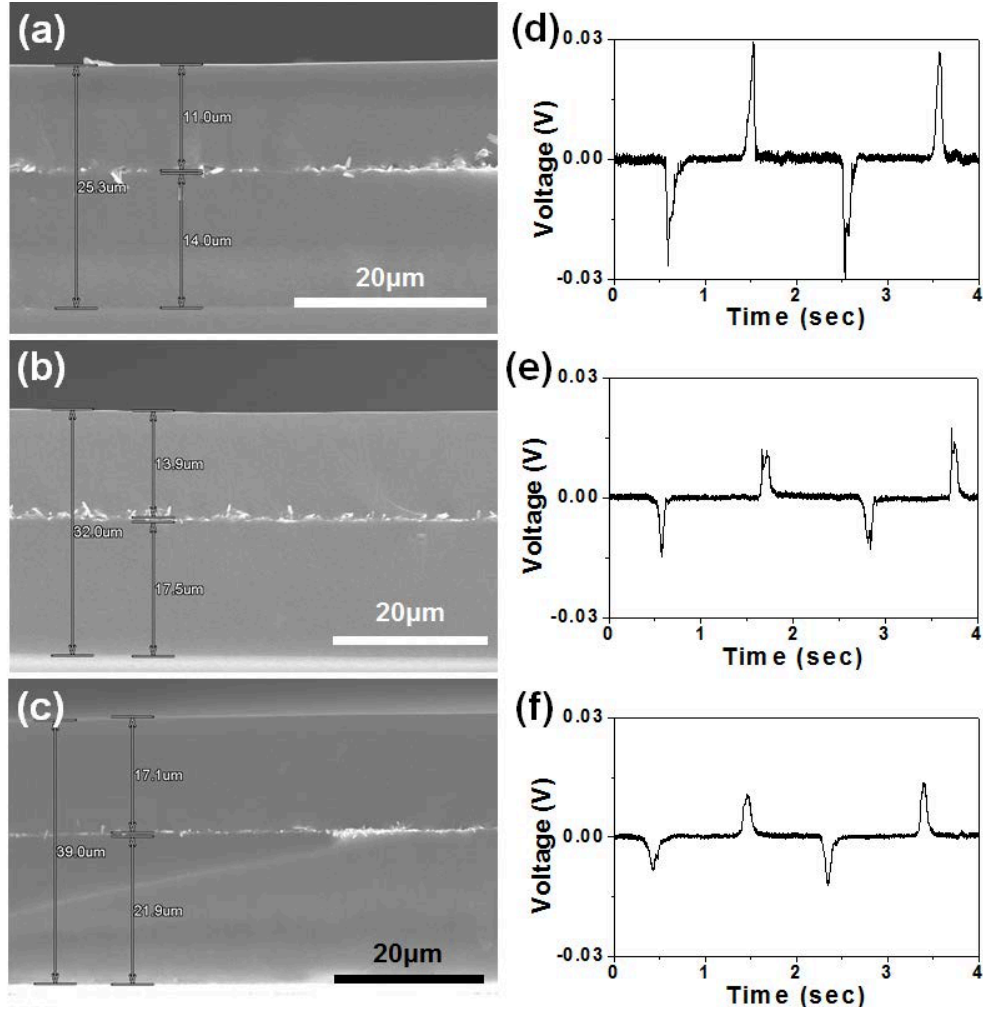 (a)
11.0um
25.3um
14.0um
20μm
(b)
13.9um
32.0um
17.5um
20μm
(c)
17.1um
39.0um
21.9um
20μm
(d)
0.03
0.00
-0.03
Voltage (V)
0 1 2 3 4
Time (sec)
(e)
0.03
0.00
-0.03
Voltage (V)
0 1 2 3 4
Time (sec)
(f)
0.03
0.00
-0.03
Voltage (V)
0 1 2 3 4
Time (sec)